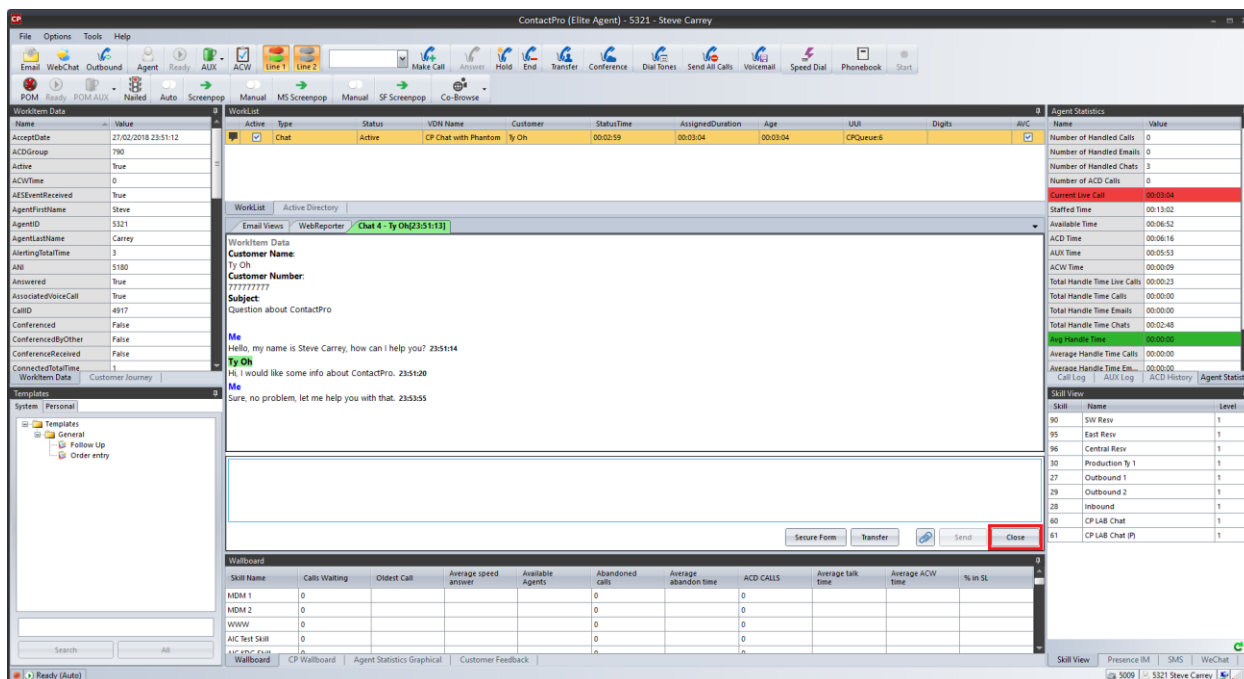 CP
ContactPro (Elite Agent) - 5321 - Steve Carrey
File Options Tools Help
Email WebChat Outbound Agent Ready AUX ACW Line 1 Line 2 Make Call Answer Hold End Transfer Conference Dial Tones Send All Calls Voicemail Speed Dial Phonebook Start
POM Ready POM AUX Nailed Auto Screenpop Manual MS Screenpop Manual SF Screenpop Co-Browse
WorkItem Data
Name Value
AcceptDate 27/02/2018 23:51:12
ACDGroup 790
Active True
ACWTime 0
AESEventReceived True
AgentFirstName Steve
AgentID 5321
AgentLastName Carrey
AlertingTotalTime 3
ANI 5180
Answered True
AssociatedVoiceCall True
CallID 4917
Conferenced False
ConferencedByOther False
ConferenceReceived False
ConnectedTotalTime 1
WorkItem Data Customer Journey
Templates
System Personal
Templates
General
Follow Up
Order entry
Search All
WorkList
Active Type Status VDN Name Customer StatusTime AssignedDuration Age UUI Digits AVC
Chat Active CP Chat with Phantom Ty Oh 00:02:59 00:03:04 00:03:04 CPQueue:6
WorkList Active Directory
Email Views WebReporter Chat 4 - Ty Oh[23:51:13]
WorkItem Data
Customer Name:
Ty Oh
Customer Number:
777777777
Subject:
Question about ContactPro
Me
Hello, my name is Steve Carrey, how can I help you? 23:51:14
Ty Oh
Hi, I would like some info about ContactPro. 23:51:20
Me
Sure, no problem, let me help you with that. 23:53:55
Secure Form Transfer Send Close
Wallboard
Skill Name Calls Waiting Oldest Call Average speed answer Available Agents Abandoned calls Average abandon time ACD CALLS Average talk time Average ACW time % in SL
MDM 1 0 0 0
MDM 2 0 0 0
WWW 0 0 0
AIC Test Skill 0 0 0
Wallboard CP Wallboard Agent Statistics Graphical Customer Feedback
Agent Statistics
Name Value
Number of Handled Calls 0
Number of Handled Emails 0
Number of Handled Chats 3
Number of ACD Calls 0
Current Live Call 00:03:04
Staffed Time 00:13:02
Available Time 00:06:52
ACD Time 00:06:16
AUX Time 00:05:53
ACW Time 00:00:09
Total Handle Time Live Calls 00:00:23
Total Handle Time Calls 00:00:00
Total Handle Time Emails 00:00:00
Total Handle Time Chats 00:02:48
Avg Handle Time 00:00:00
Average Handle Time Calls 00:00:00
Average Handle Time Em... 00:00:00
Call Log AUX Log ACD History Agent Statist
Skill View
Skill Name Level
90 SW Resv 1
95 East Resv 1
96 Central Resv 1
30 Production Ty 1 1
27 Outbound 1 1
29 Outbound 2 1
28 Inbound 1
60 CP LAB Chat 1
61 CP LAB Chat (P) 1
Skill View Presence IM SMS WeChat
Ready (Auto) 5009 5321 Steve Carrey